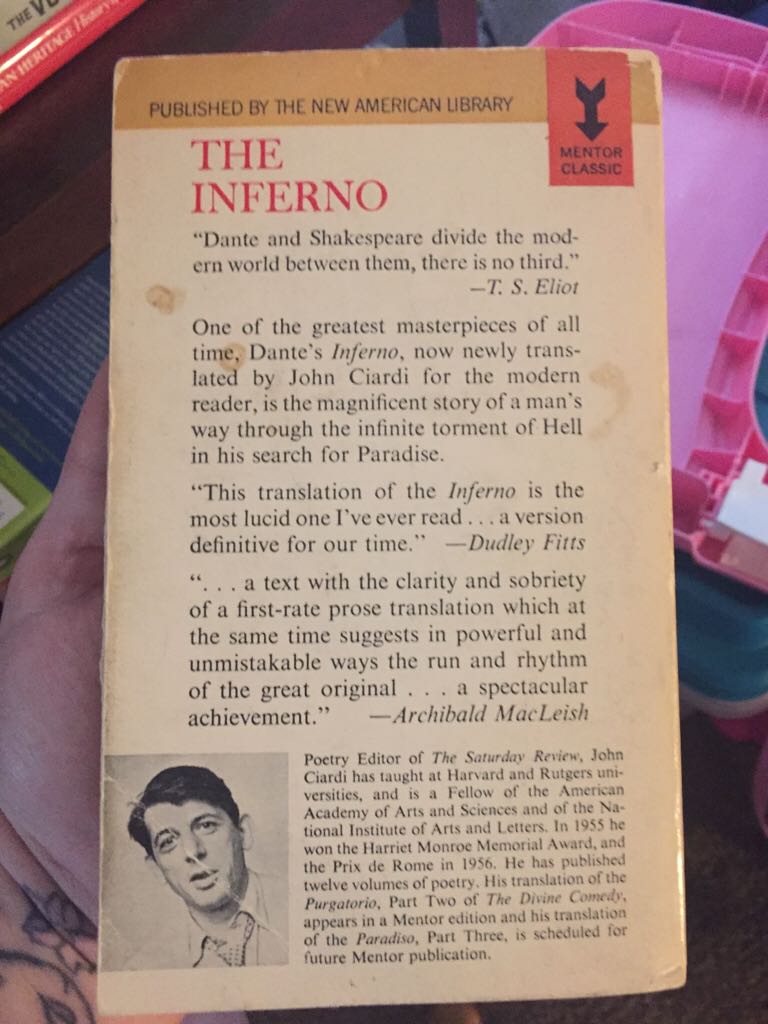 THE
AN HERITAGE History
PUBLISHED BY THE NEW AMERICAN LIBRARY
MENTOR
CLASSIC
THE
INFERNO
“Dante and Shakespeare divide the mod-
ern world between them, there is no third.”
—T. S. Eliot
One of the greatest masterpieces of all
time, Dante’s Inferno, now newly trans-
lated by John Ciardi for the modern
reader, is the magnificent story of a man’s
way through the infinite torment of Hell
in his search for Paradise.
“This translation of the Inferno is the
most lucid one I’ve ever read . . . a version
definitive for our time.” —Dudley Fitts
“. . . a text with the clarity and sobriety
of a first-rate prose translation which at
the same time suggests in powerful and
unmistakable ways the run and rhythm
of the great original . . . a spectacular
achievement.” —Archibald MacLeish
Poetry Editor of The Saturday Review, John
Ciardi has taught at Harvard and Rutgers uni-
versities, and is a Fellow of the American
Academy of Arts and Sciences and of the Na-
tional Institute of Arts and Letters. In 1955 he
won the Harriet Monroe Memorial Award, and
the Prix de Rome in 1956. He has published
twelve volumes of poetry. His translation of the
Purgatorio, Part Two of The Divine Comedy,
appears in a Mentor edition and his translation
of the Paradiso, Part Three, is scheduled for
future Mentor publication.